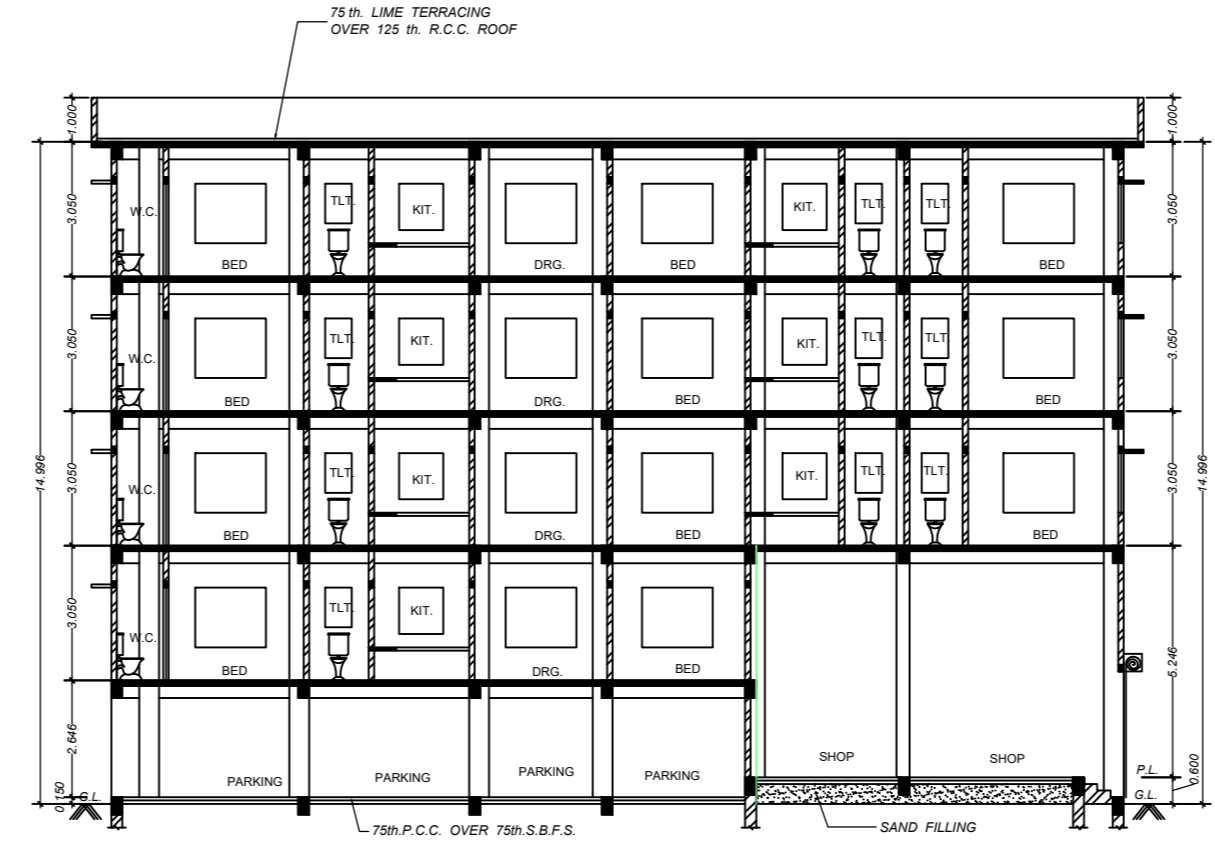 75 th. LIME TERRACING
OVER 125 th. R.C.C. ROOF
1.000
1.000
3.050
W.C.
BED
TLT.
KIT.
DRG.
BED
KIT.
TLT.
TLT.
BED
3.050
3.050
W.C.
BED
TLT.
KIT.
DRG.
BED
KIT.
TLT.
TLT.
BED
3.050
14.996
3.050
W.C.
BED
TLT.
KIT.
DRG.
BED
KIT.
TLT.
TLT.
BED
3.050
14.996
3.050
W.C.
BED
TLT.
KIT.
DRG.
BED
5.246
2.646
PARKING
PARKING
PARKING
PARKING
SHOP
SHOP
P.L.
0.600
0.150
G.L.
G.L.
75th.P.C.C. OVER 75th.S.B.F.S.
SAND FILLING